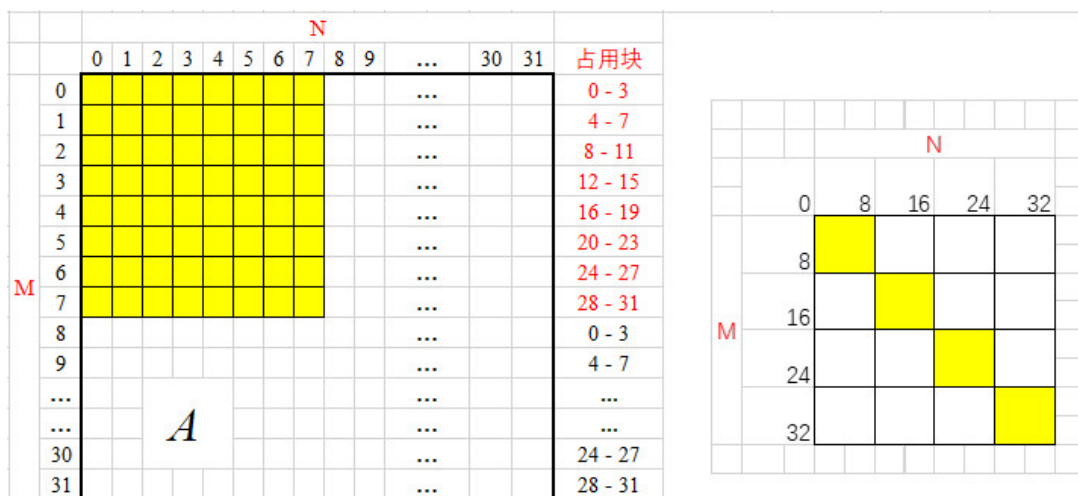 N
0 1 2 3 4 5 6 7 8 9 ... 30 31 占用块
0 ... 0 - 3
1 ... 4 - 7
2 ... 8 - 11
3 ... 12 - 15
4 ... 16 - 19
5 ... 20 - 23
6 ... 24 - 27
M
7 ... 28 - 31
8 ... 0 - 3
9 ... 4 - 7
... ... ...
... ... ...
A
30 ... 24 - 27
31 ... 28 - 31
N
0 8 16 24 32
8
16
M
24
32